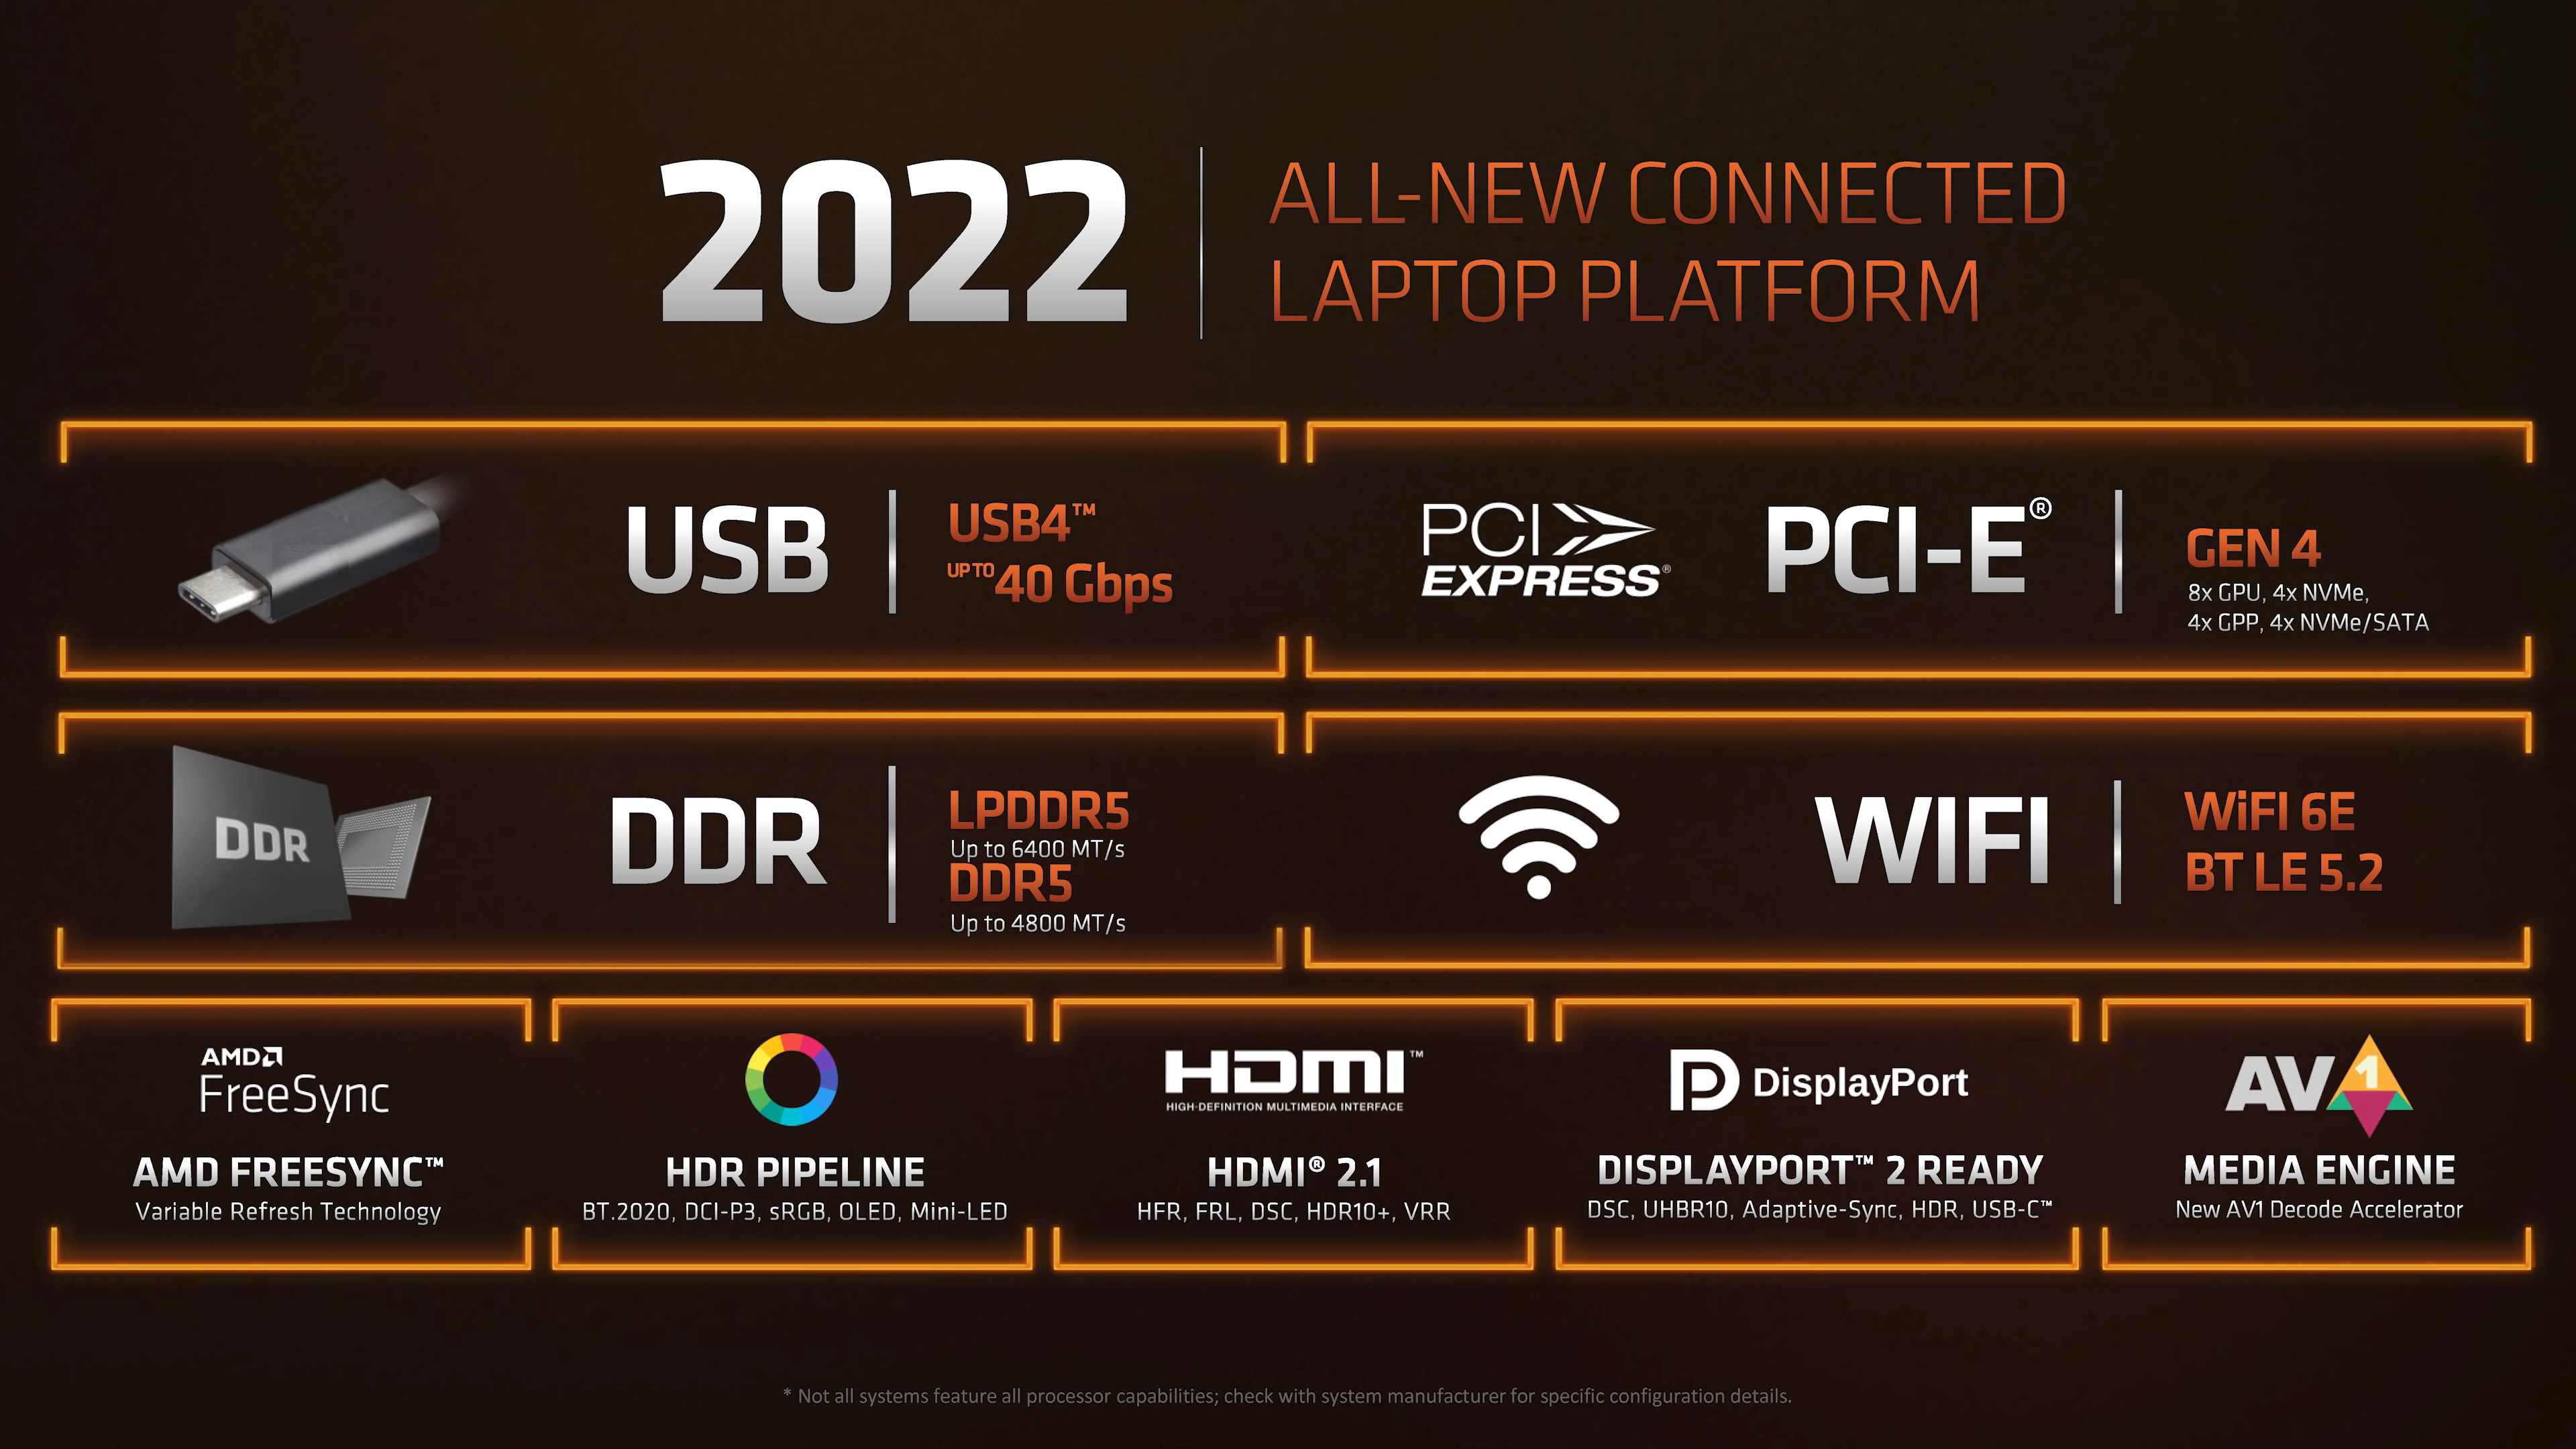 2022
ALL-NEW CONNECTED
LAPTOP PLATFORM
USB
USB4™
UP TO 40 Gbps
PCI
EXPRESS®
PCI-E®
GEN 4
8x GPU, 4x NVMe,
4x GPP, 4x NVMe/SATA
DDR
DDR
LPDDR5
Up to 6400 MT/s
DDR5
Up to 4800 MT/s
WIFI
WiFI 6E
BT LE 5.2
AMD
FreeSync
AMD FREESYNC™
Variable Refresh Technology
HDR PIPELINE
BT.2020, DCI-P3, sRGB, OLED, Mini-LED
HDMI™
HIGH-DEFINITION MULTIMEDIA INTERFACE
HDMI® 2.1
HFR, FRL, DSC, HDR10+, VRR
DisplayPort
DISPLAYPORT™ 2 READY
DSC, UHBR10, Adaptive-Sync, HDR, USB-C™
AV1
MEDIA ENGINE
New AV1 Decode Accelerator
* Not all systems feature all processor capabilities; check with system manufacturer for specific configuration details.